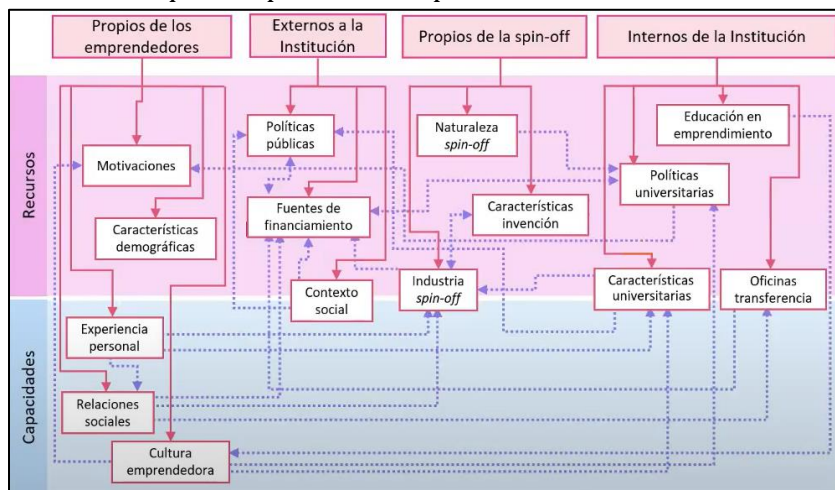 Propios de los
emprendedores
Externos a la
Institución
Propios de la spin-off
Internos de la Institución
Recursos
Capacidades
Motivaciones
Características
demográficas
Experiencia
personal
Relaciones
sociales
Cultura
emprendedora
Políticas
públicas
Fuentes de
financiamiento
Contexto
social
Naturaleza
spin-off
Características
invención
Industria
spin-off
Educación en
emprendimiento
Políticas
universitarias
Características
universitarias
Oficinas
transferencia